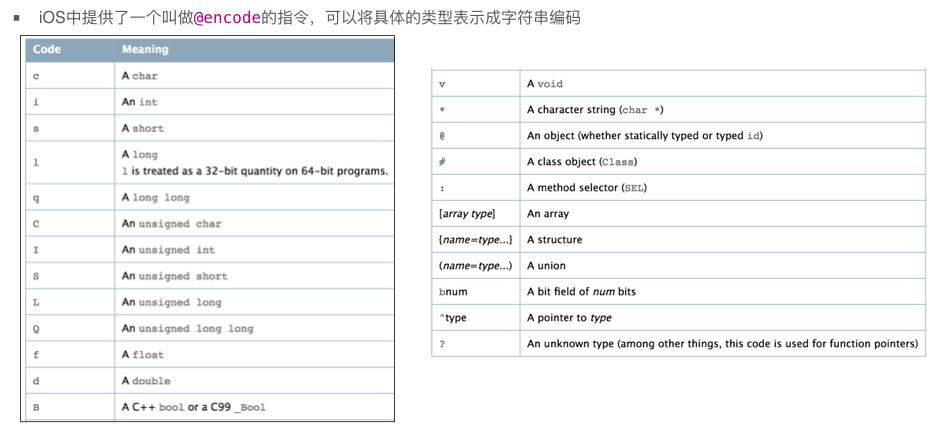 ▪ iOS中提供了一个叫做@encode的指令，可以将具体的类型表示成字符串编码
Code Meaning
c A char
i An int
s A short
l A long
l is treated as a 32-bit quantity on 64-bit programs.
q A long long
C An unsigned char
I An unsigned int
S An unsigned short
L An unsigned long
Q An unsigned long long
f A float
d A double
B A C++ bool or a C99 _Bool
v A void
* A character string (char *)
@ An object (whether statically typed or typed id)
# A class object (Class)
: A method selector (SEL)
[array type] An array
{name=type...} A structure
(name=type...) A union
bnum A bit field of num bits
^type A pointer to type
? An unknown type (among other things, this code is used for function pointers)